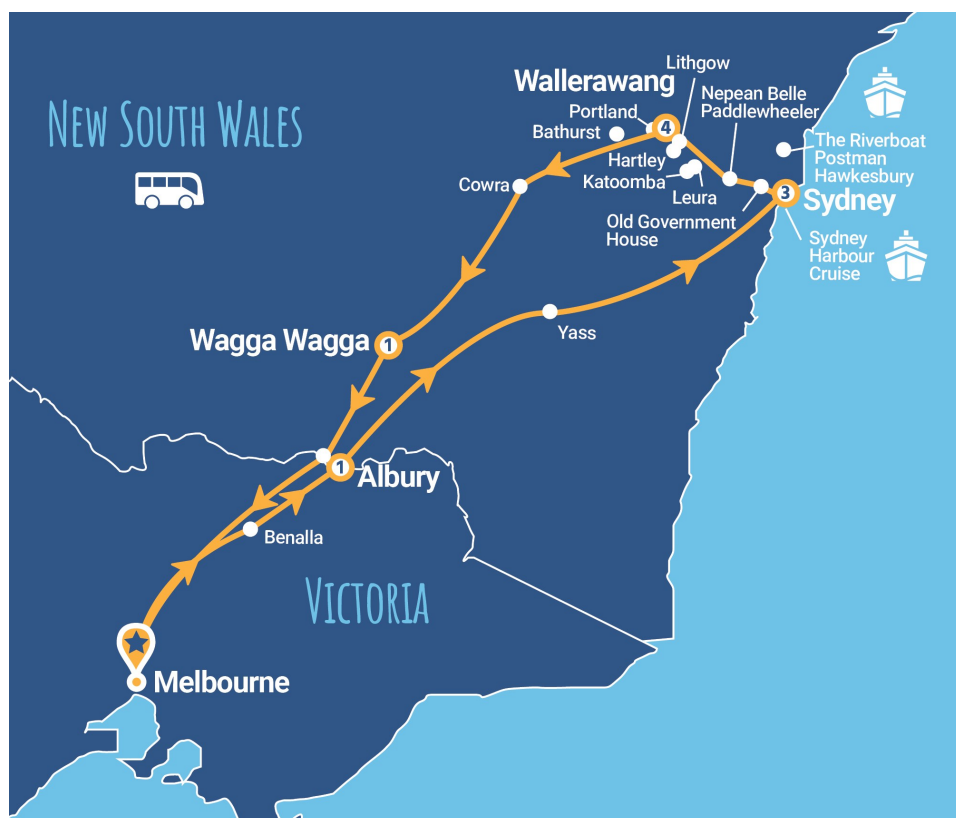 NEW SOUTH WALES
Lithgow
Wallerawang
Nepean Belle
Paddlewheeler
Portland
4
Bathurst
The Riverboat
Postman
Hawkesbury
Hartley
Katoomba
Leura
Cowra
3
Sydney
Old Government
House
Sydney
Harbour
Cruise
Yass
Wagga Wagga
1
1
Albury
Benalla
VICTORIA
Melbourne